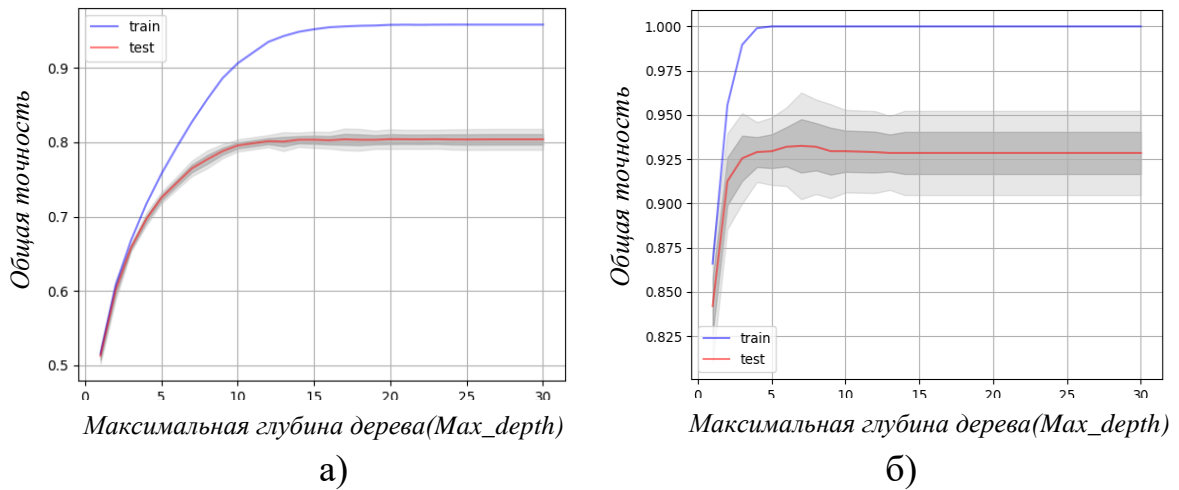 train
test
0.9
0.8
0.7
0.6
0.5
0 5 10 15 20 25 30
Общая точность
Максимальная глубина дерева(Max_depth)
а)
1.000
0.975
0.950
0.925
0.900
0.875
0.850
0.825
train
test
0 5 10 15 20 25 30
Общая точность
Максимальная глубина дерева(Max_depth)
б)